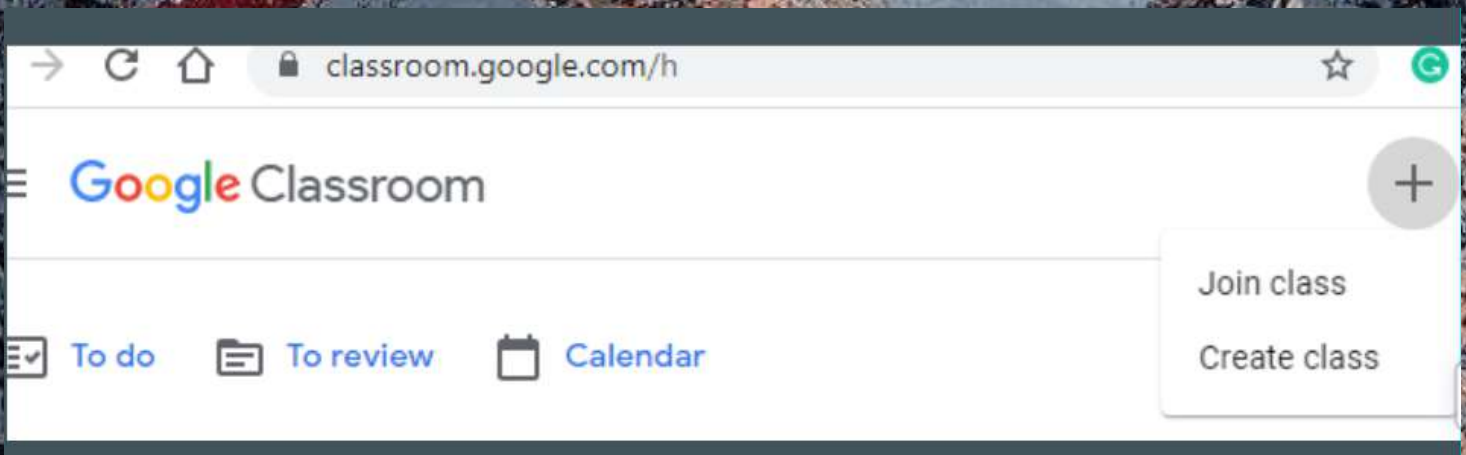 classroom.google.com/h
Google Classroom
Join class
Create class
To do To review Calendar